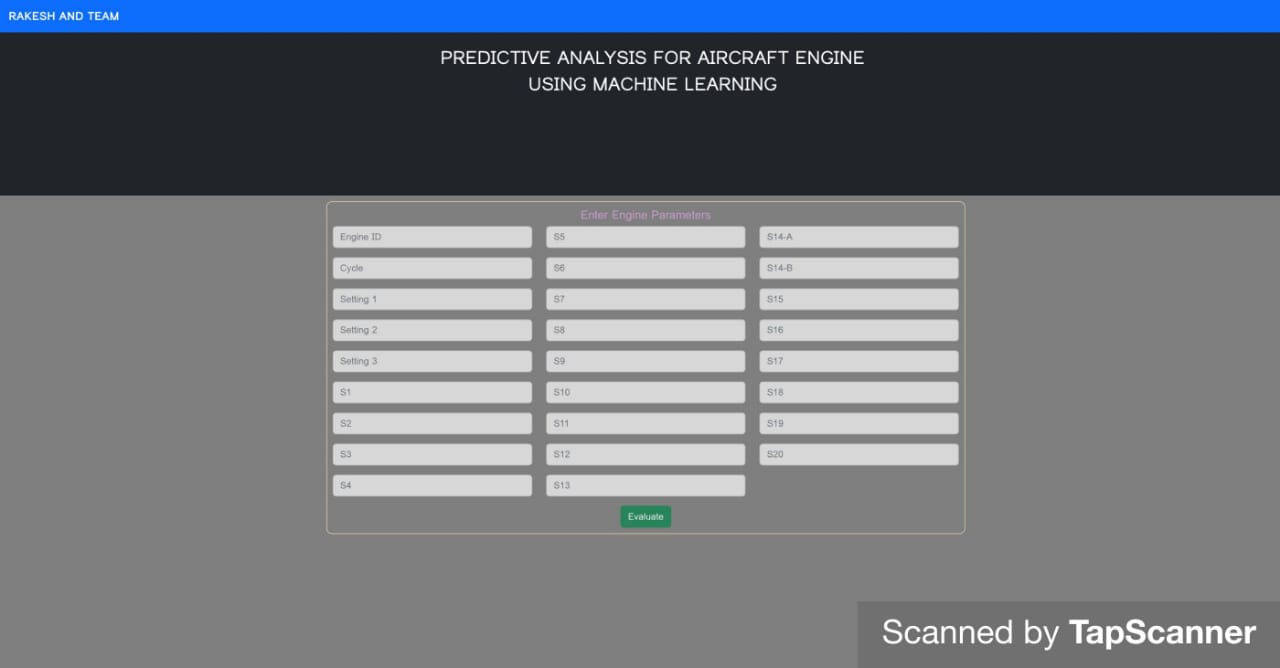 RAKESH AND TEAM
PREDICTIVE ANALYSIS FOR AIRCRAFT ENGINE
USING MACHINE LEARNING
Enter Engine Parameters
Engine ID
Cycle
Setting 1
Setting 2
Setting 3
S1
S2
S3
S4
S5
S6
S7
S8
S9
S10
S11
S12
S13
S14-A
S14-B
S15
S16
S17
S18
S19
S20
Evaluate
Scanned by TapScanner